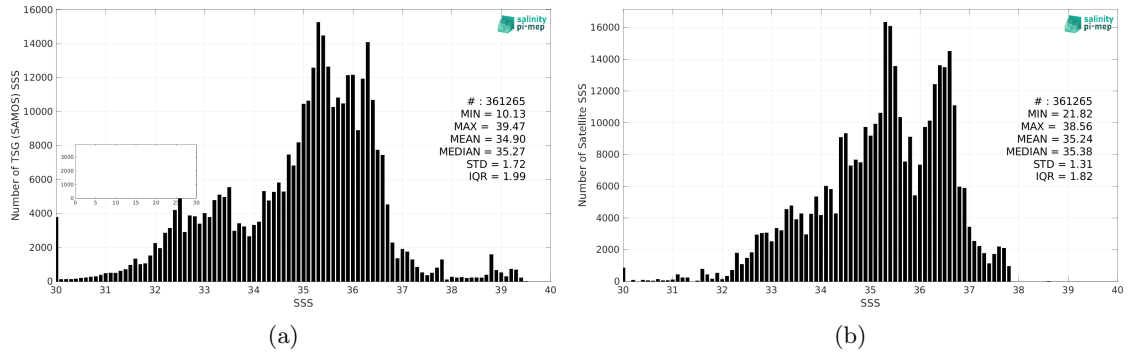 16000
14000
12000
10000
8000
6000
4000
2000
0
Number of TSG (SAMOS) SSS
salinity
pi-mep
# : 361265
MIN = 10.13
MAX = 39.47
MEAN = 34.90
MEDIAN = 35.27
STD = 1.72
IQR = 1.99
3000
2000
1000
0
0 5 10 15 20 25 30
30 31 32 33 34 35 36 37 38 39 40
SSS
(a)
16000
14000
12000
10000
8000
6000
4000
2000
0
Number of Satellite SSS
salinity
pi-mep
# : 361265
MIN = 21.82
MAX = 38.56
MEAN = 35.24
MEDIAN = 35.38
STD = 1.31
IQR = 1.82
30 31 32 33 34 35 36 37 38 39 40
SSS
(b)